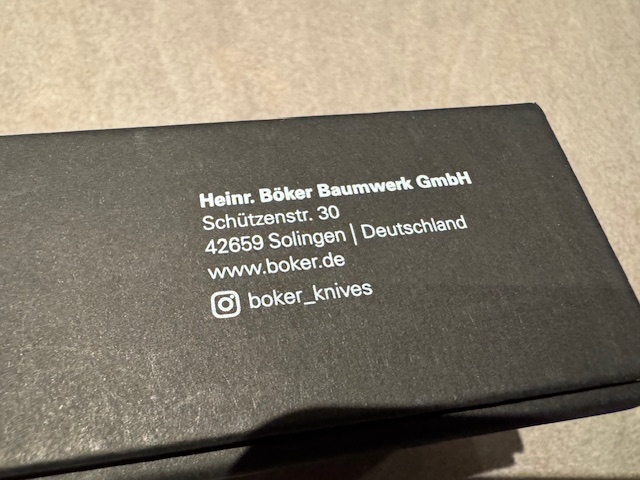 Heinr. Böker Baumwerk GmbH
Schützenstr. 30
42659 Solingen | Deutschland
www.boker.de
boker_knives